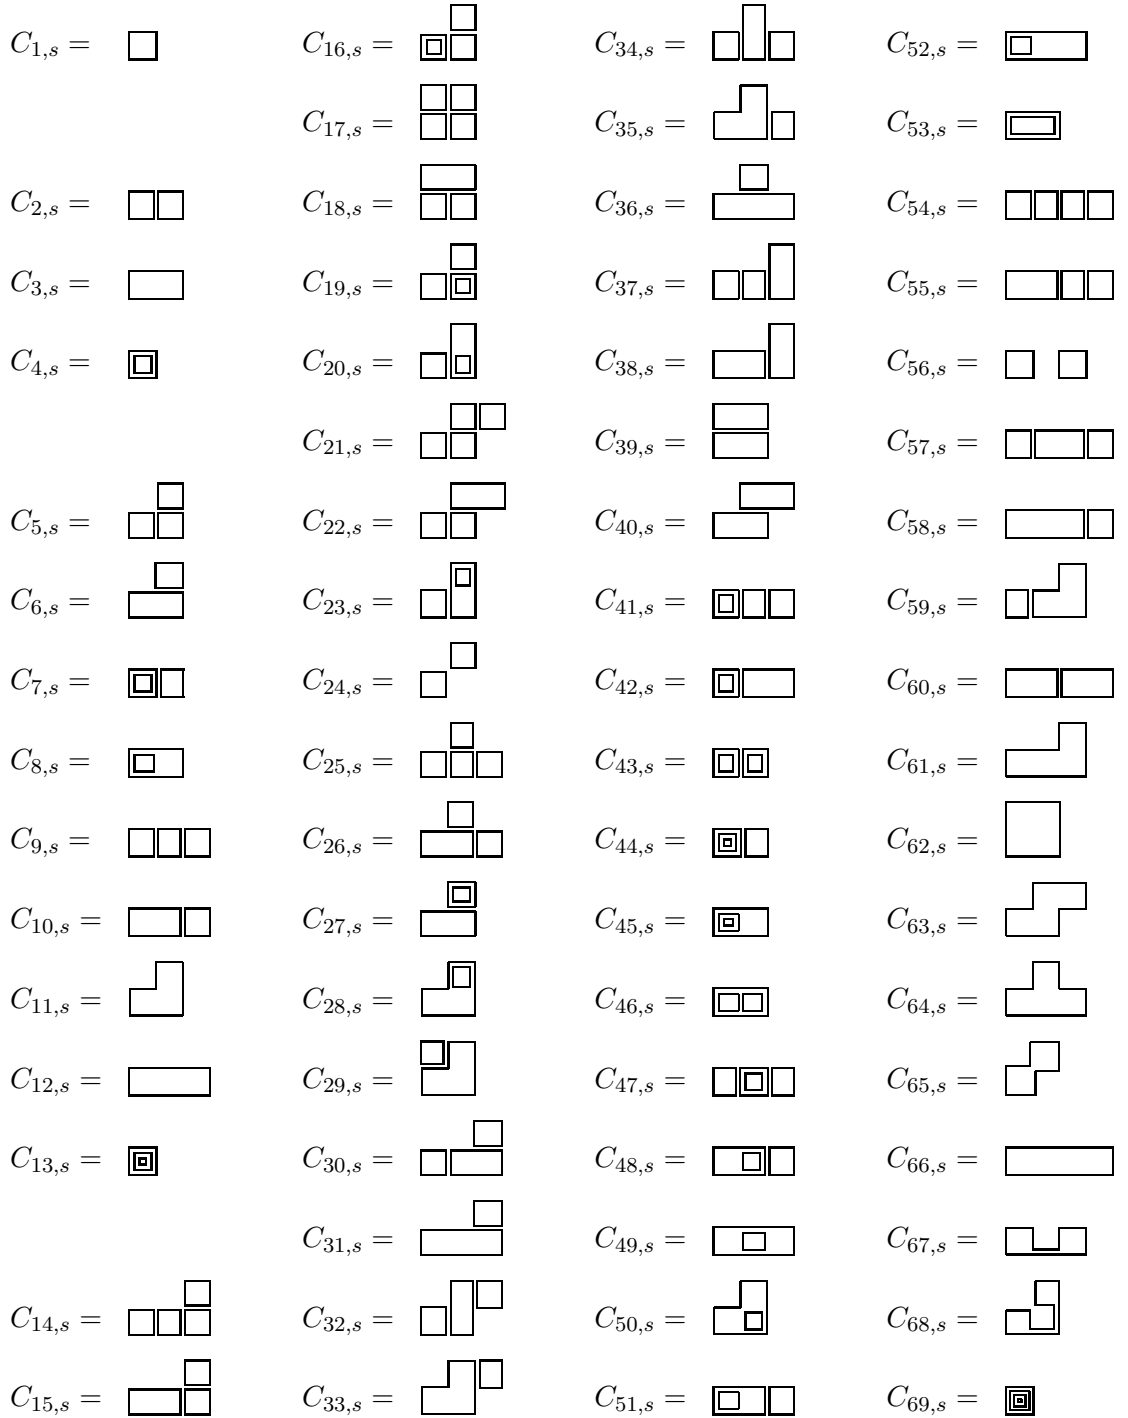 C_{1,s} =
C_{2,s} =
C_{3,s} =
C_{4,s} =
C_{5,s} =
C_{6,s} =
C_{7,s} =
C_{8,s} =
C_{9,s} =
C_{10,s} =
C_{11,s} =
C_{12,s} =
C_{13,s} =
C_{14,s} =
C_{15,s} =
C_{16,s} =
C_{17,s} =
C_{18,s} =
C_{19,s} =
C_{20,s} =
C_{21,s} =
C_{22,s} =
C_{23,s} =
C_{24,s} =
C_{25,s} =
C_{26,s} =
C_{27,s} =
C_{28,s} =
C_{29,s} =
C_{30,s} =
C_{31,s} =
C_{32,s} =
C_{33,s} =
C_{34,s} =
C_{35,s} =
C_{36,s} =
C_{37,s} =
C_{38,s} =
C_{39,s} =
C_{40,s} =
C_{41,s} =
C_{42,s} =
C_{43,s} =
C_{44,s} =
C_{45,s} =
C_{46,s} =
C_{47,s} =
C_{48,s} =
C_{49,s} =
C_{50,s} =
C_{51,s} =
C_{52,s} =
C_{53,s} =
C_{54,s} =
C_{55,s} =
C_{56,s} =
C_{57,s} =
C_{58,s} =
C_{59,s} =
C_{60,s} =
C_{61,s} =
C_{62,s} =
C_{63,s} =
C_{64,s} =
C_{65,s} =
C_{66,s} =
C_{67,s} =
C_{68,s} =
C_{69,s} =